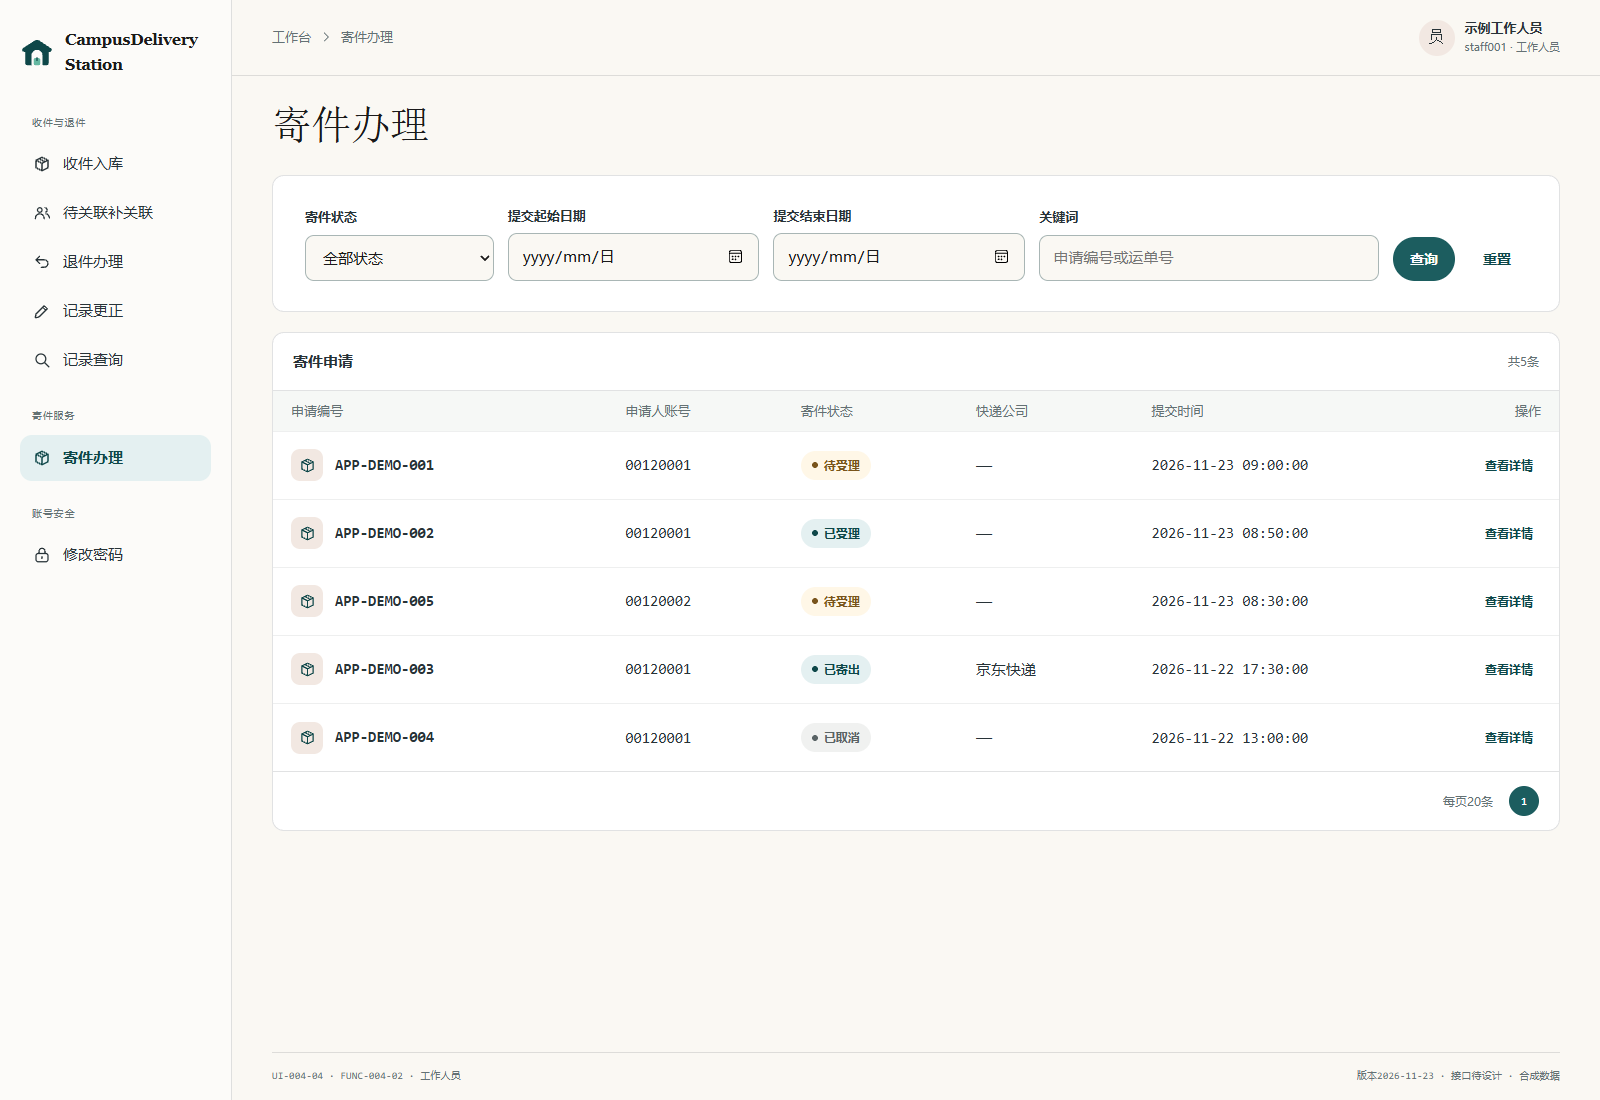 CampusDelivery
Station
收件与退件
收件入库
待关联补关联
退件办理
记录更正
记录查询
寄件服务
寄件办理
账号安全
修改密码
工作台 > 寄件办理
员
示例工作人员
staff001 · 工作人员
寄件办理
寄件状态 提交起始日期 提交结束日期 关键词
全部状态 yyyy/mm/日 yyyy/mm/日 申请编号或运单号 查询 重置
寄件申请 共5条
申请编号 申请人账号 寄件状态 快递公司 提交时间 操作
APP-DEMO-001 00120001 待受理 — 2026-11-23 09:00:00 查看详情
APP-DEMO-002 00120001 已受理 — 2026-11-23 08:50:00 查看详情
APP-DEMO-005 00120002 待受理 — 2026-11-23 08:30:00 查看详情
APP-DEMO-003 00120001 已寄出 京东快递 2026-11-22 17:30:00 查看详情
APP-DEMO-004 00120001 已取消 — 2026-11-22 13:00:00 查看详情
每页20条 1
UI-004-04 · FUNC-004-02 · 工作人员 版本2026-11-23 · 接口待设计 · 合成数据